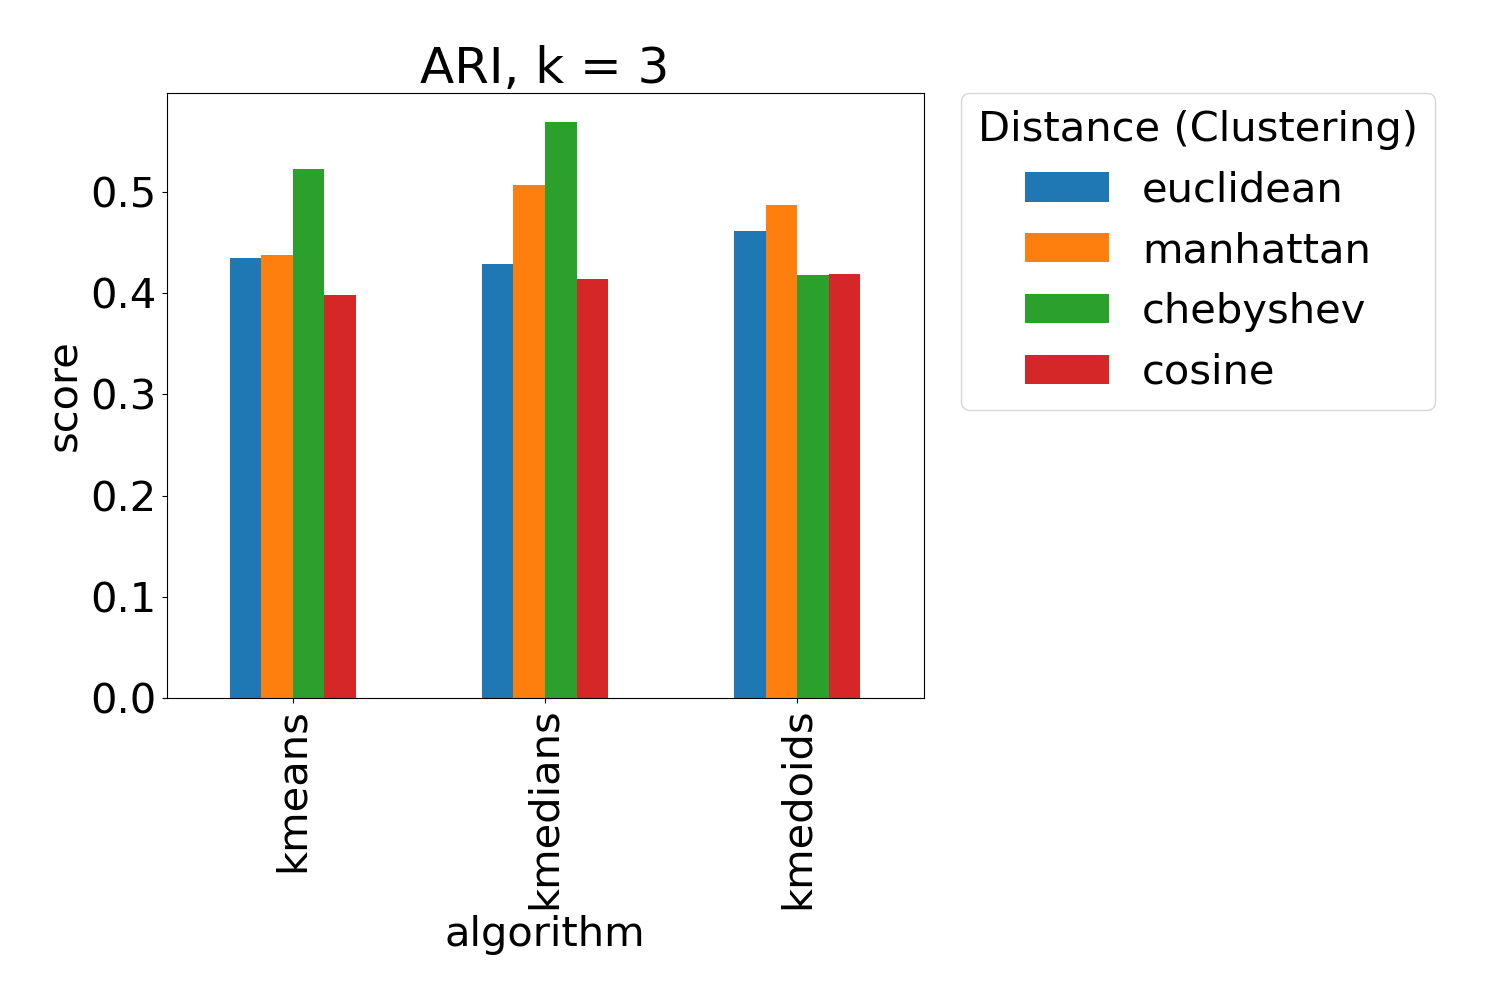 ARI, k = 3
Distance (Clustering)
euclidean
manhattan
chebyshev
cosine
score
0.5
0.4
0.3
0.2
0.1
0.0
kmeans
kmedians
kmedoids
algorithm